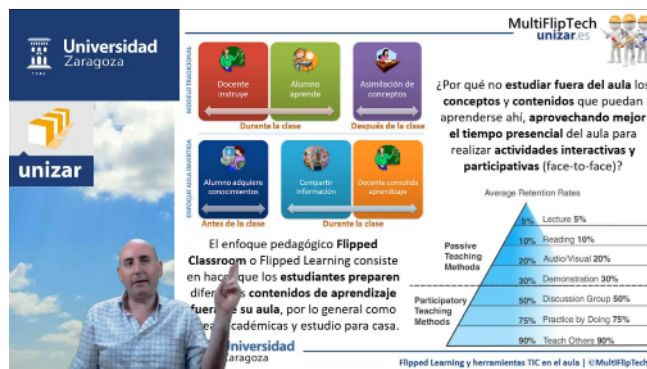 Universidad
Zaragoza
1542
unizar
MODELO TRADICIONAL
Docente
instruye
Alumno
aprende
Asimilación de
conceptos
Durante la clase
Después de la clase
ENFOQUE AULA INVERTIDA
Alumno adquiere
conocimientos
Compartir
información
Docente consolida
aprendizaje
Antes de la clase
Durante la clase
El enfoque pedagógico Flipped
Classroom o Flipped Learning consiste
en hacer que los estudiantes preparen
contenidos de aprendizaje
de su aula, por lo general como
académicas y estudio para casa.
Universidad
Zaragoza
MultiFlipTech
unizar.es
¿Por qué no estudiar fuera del aula los
conceptos y contenidos que puedan
aprenderse ahí, aprovechando mejor
el tiempo presencial del aula para
realizar actividades interactivas y
participativas (face-to-face)?
Average Retention Rates
Passive
Teaching
Methods
Participatory
Teaching
Methods
5% Lecture 5%
10% Reading 10%
20% Audio/Visual 20%
30% Demonstration 30%
50% Discussion Group 50%
75% Practice by Doing 75%
90% Teach Others 90%
Flipped Learning y herramientas TIC en el aula | ©MultiFlipTech